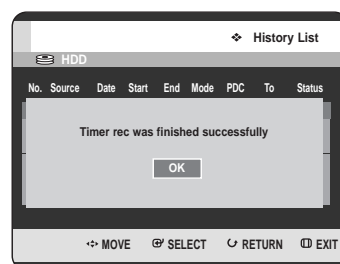 ❖ History List
HDD
No. Source Date Start End Mode PDC To Status
Timer rec was finished successfully
OK
MOVE SELECT RETURN EXIT